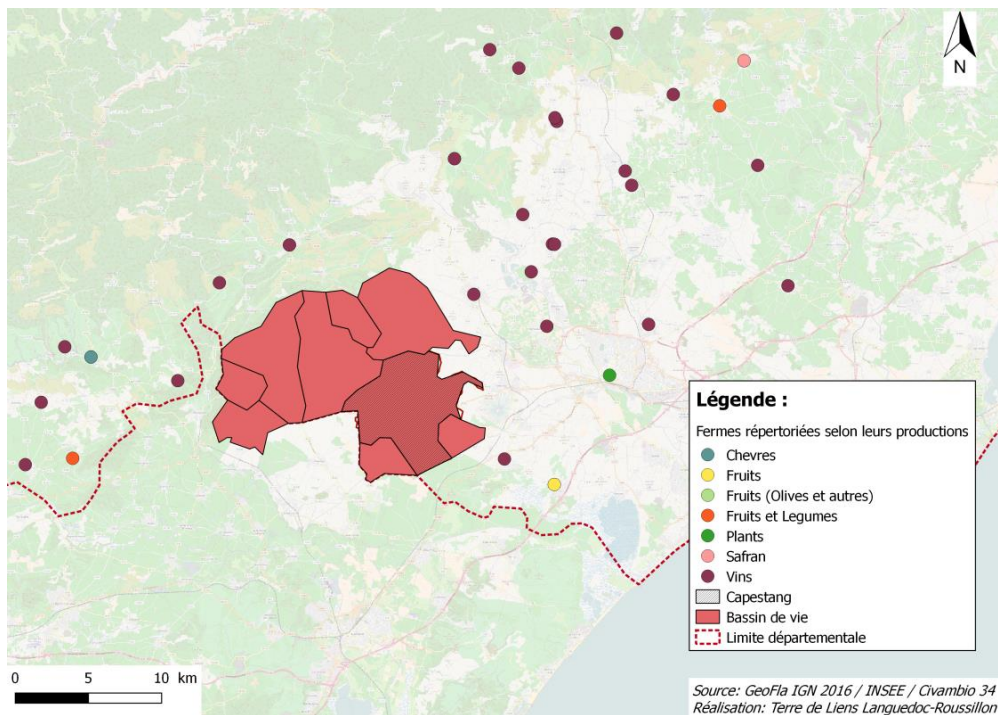 N
Légende :
Fermes répertoriées selon leurs productions
Chevres
Fruits
Fruits (Olives et autres)
Fruits et Legumes
Plants
Safran
Vins
Capestang
Bassin de vie
Limite départementale
0 5 10 km
Source: GeoFla IGN 2016 / INSEE / Civambio 34
Réalisation: Terre de Liens Languedoc-Roussillon